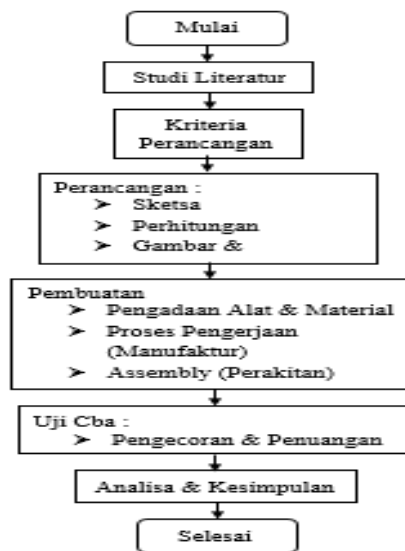 Mulai
Studi Literatur
Kriteria
Perancangan
Perancangan :
➤ Sketsa
➤ Perhitungan
➤ Gambar &
Pembuatan
➤ Pengadaan Alat & Material
➤ Proses Pengerjaan
(Manufaktur)
➤ Assembly (Perakitan)
Uji Cba :
➤ Pengecoran & Penuangan
Analisa & Kesimpulan
Selesai